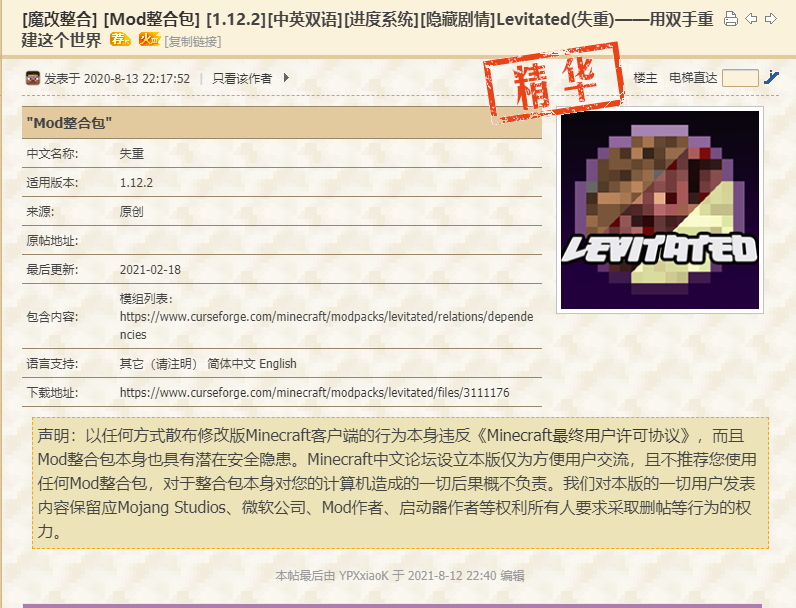 [魔改整合] [Mod整合包] [1.12.2][中英双语][进度系统][隐藏剧情]Levitated(失重)——用双手重
建这个世界 荐 火 [复制链接]
发表于 2020-8-13 22:17:52 | 只看该作者
精华
楼主 电梯直达
"Mod整合包"
中文名称: 失重
适用版本: 1.12.2
来源: 原创
原帖地址:
最后更新: 2021-02-18
包含内容: 模组列表:
https://www.curseforge.com/minecraft/modpacks/levitated/relations/depende
ncies
语言支持: 其它（请注明） 简体中文 English
下载地址: https://www.curseforge.com/minecraft/modpacks/levitated/files/3111176
LEVITATED
声明：以任何方式散布修改版Minecraft客户端的行为本身违反《Minecraft最终用户许可协议》，而且
Mod整合包本身也具有潜在安全隐患。Minecraft中文论坛设立本版仅为方便用户交流，且不推荐您使用
任何Mod整合包，对于整合包本身对您的计算机造成的一切后果概不负责。我们对本版的一切用户发表
内容保留应Mojang Studios、微软公司、Mod作者、启动器作者等权利所有人要求采取删帖等行为的权
力。
本帖最后由 YPXxiaoK 于 2021-8-12 22:40 编辑